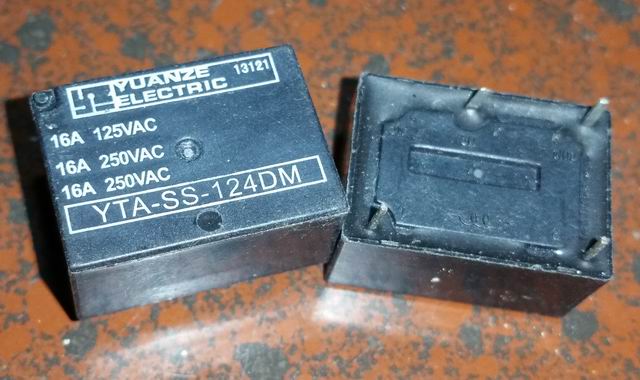 YUANZE 13121
ELECTRIC
16A 125VAC
16A 250VAC
16A 250VAC
YTA-SS-124DM